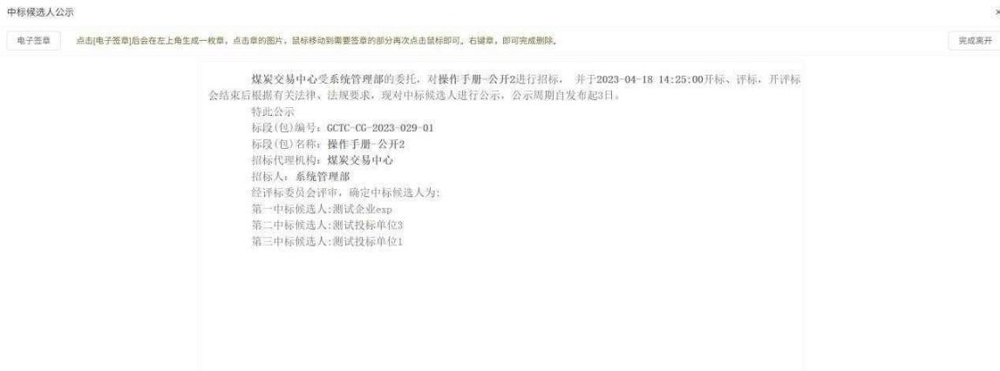 中标候选人公示
×
电子签章
点击[电子签章]后会在左上角生成一枚章，点击章的图片，鼠标移动到需要签章的部分再次点击鼠标即可。右键章，即可完成删除。
完成离开
煤炭交易中心受系统管理部的委托，对操作手册-公开2进行招标， 并于2023-04-18 14:25:00开标、评标，开评标
会结束后根据有关法律、法规要求，现对中标候选人进行公示，公示周期自发布起3日。
特此公示
标段(包)编号：GCTC-CG-2023-029-01
标段(包)名称：操作手册-公开2
招标代理机构：煤炭交易中心
招标人：系统管理部
经评标委员会评审，确定中标候选人为:
第一中标候选人:测试企业exp
第二中标候选人:测试投标单位3
第三中标候选人:测试投标单位1